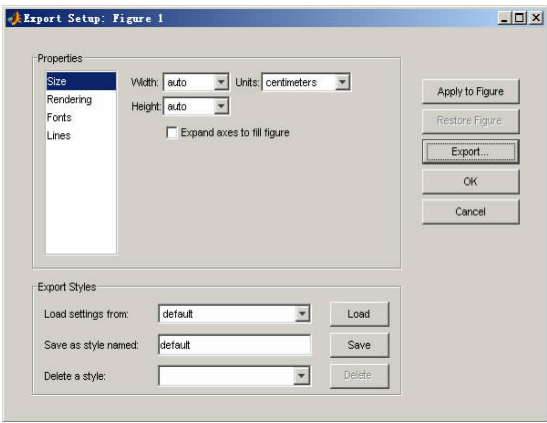 Export Setup: Figure 1
Properties
Size
Rendering
Fonts
Lines
Width: auto Units: centimeters
Height: auto
Expand axes to fill figure
Apply to Figure
Restore Figure
Export...
OK
Cancel
Export Styles
Load settings from: default Load
Save as style named: default Save
Delete a style: Delete